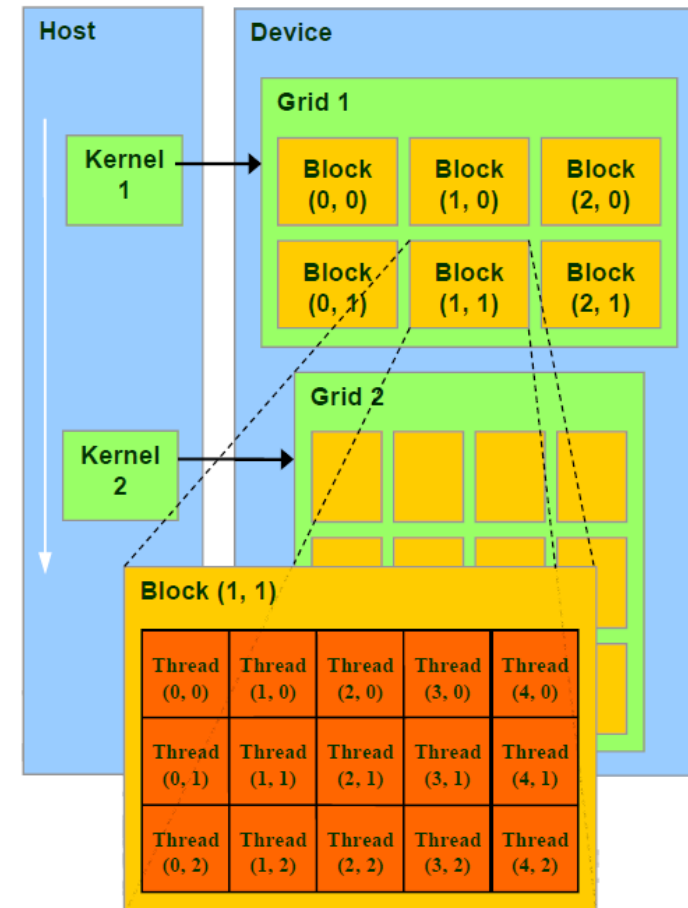 Host
Device
Grid 1
Kernel
1
Block
(0, 0)
Block
(1, 0)
Block
(2, 0)
Block
(0, 1)
Block
(1, 1)
Block
(2, 1)
Grid 2
Kernel
2
Block (1, 1)
Thread
(0, 0)
Thread
(1, 0)
Thread
(2, 0)
Thread
(3, 0)
Thread
(4, 0)
Thread
(0, 1)
Thread
(1, 1)
Thread
(2, 1)
Thread
(3, 1)
Thread
(4, 1)
Thread
(0, 2)
Thread
(1, 2)
Thread
(2, 2)
Thread
(3, 2)
Thread
(4, 2)